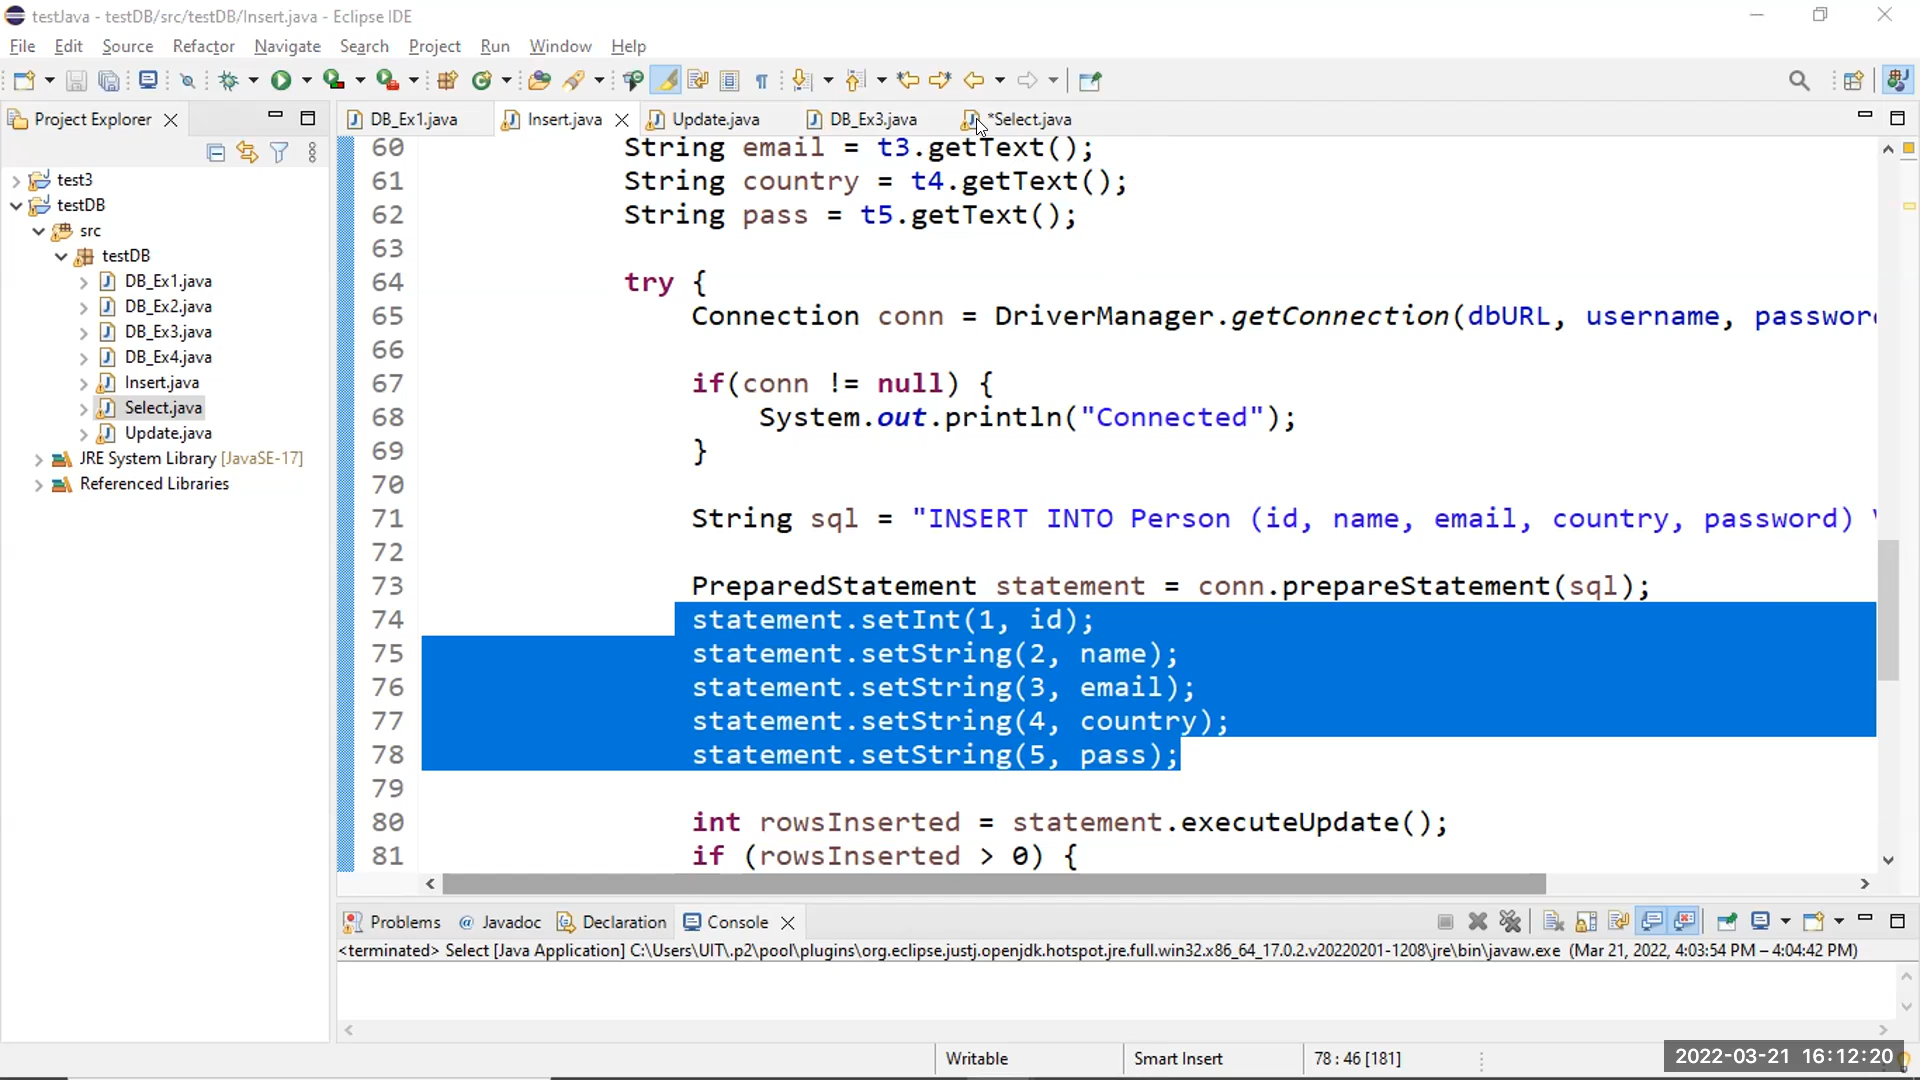 testJava - testDB/src/testDB/Insert.java - Eclipse IDE
File Edit Source Refactor Navigate Search Project Run Window Help
Project Explorer
test3
testDB
src
testDB
DB_Ex1.java
DB_Ex2.java
DB_Ex3.java
DB_Ex4.java
Insert.java
Select.java
Update.java
JRE System Library [JavaSE-17]
Referenced Libraries
DB_Ex1.java Insert.java Update.java DB_Ex3.java *Select.java
60 String email = t3.getText();
61 String country = t4.getText();
62 String pass = t5.getText();
63
64 try {
65 Connection conn = DriverManager.getConnection(dbURL, username, password
66
67 if(conn != null) {
68 System.out.println("Connected");
69 }
70
71 String sql = "INSERT INTO Person (id, name, email, country, password)
72
73 PreparedStatement statement = conn.prepareStatement(sql);
74 statement.setInt(1, id);
75 statement.setString(2, name);
76 statement.setString(3, email);
77 statement.setString(4, country);
78 statement.setString(5, pass);
79
80 int rowsInserted = statement.executeUpdate();
81 if (rowsInserted > 0) {
Problems @ Javadoc Declaration Console
<terminated> Select [Java Application] C:\Users\UIT\.p2\pool\plugins\org.eclipse.justj.openjdk.hotspot.jre.full.win32.x86_64_17.0.2.v20220201-1208\jre\bin\javaw.exe (Mar 21, 2022, 4:03:54 PM – 4:04:42 PM)
Writable Smart Insert 78 : 46 [181]
2022-03-21 16:12:20